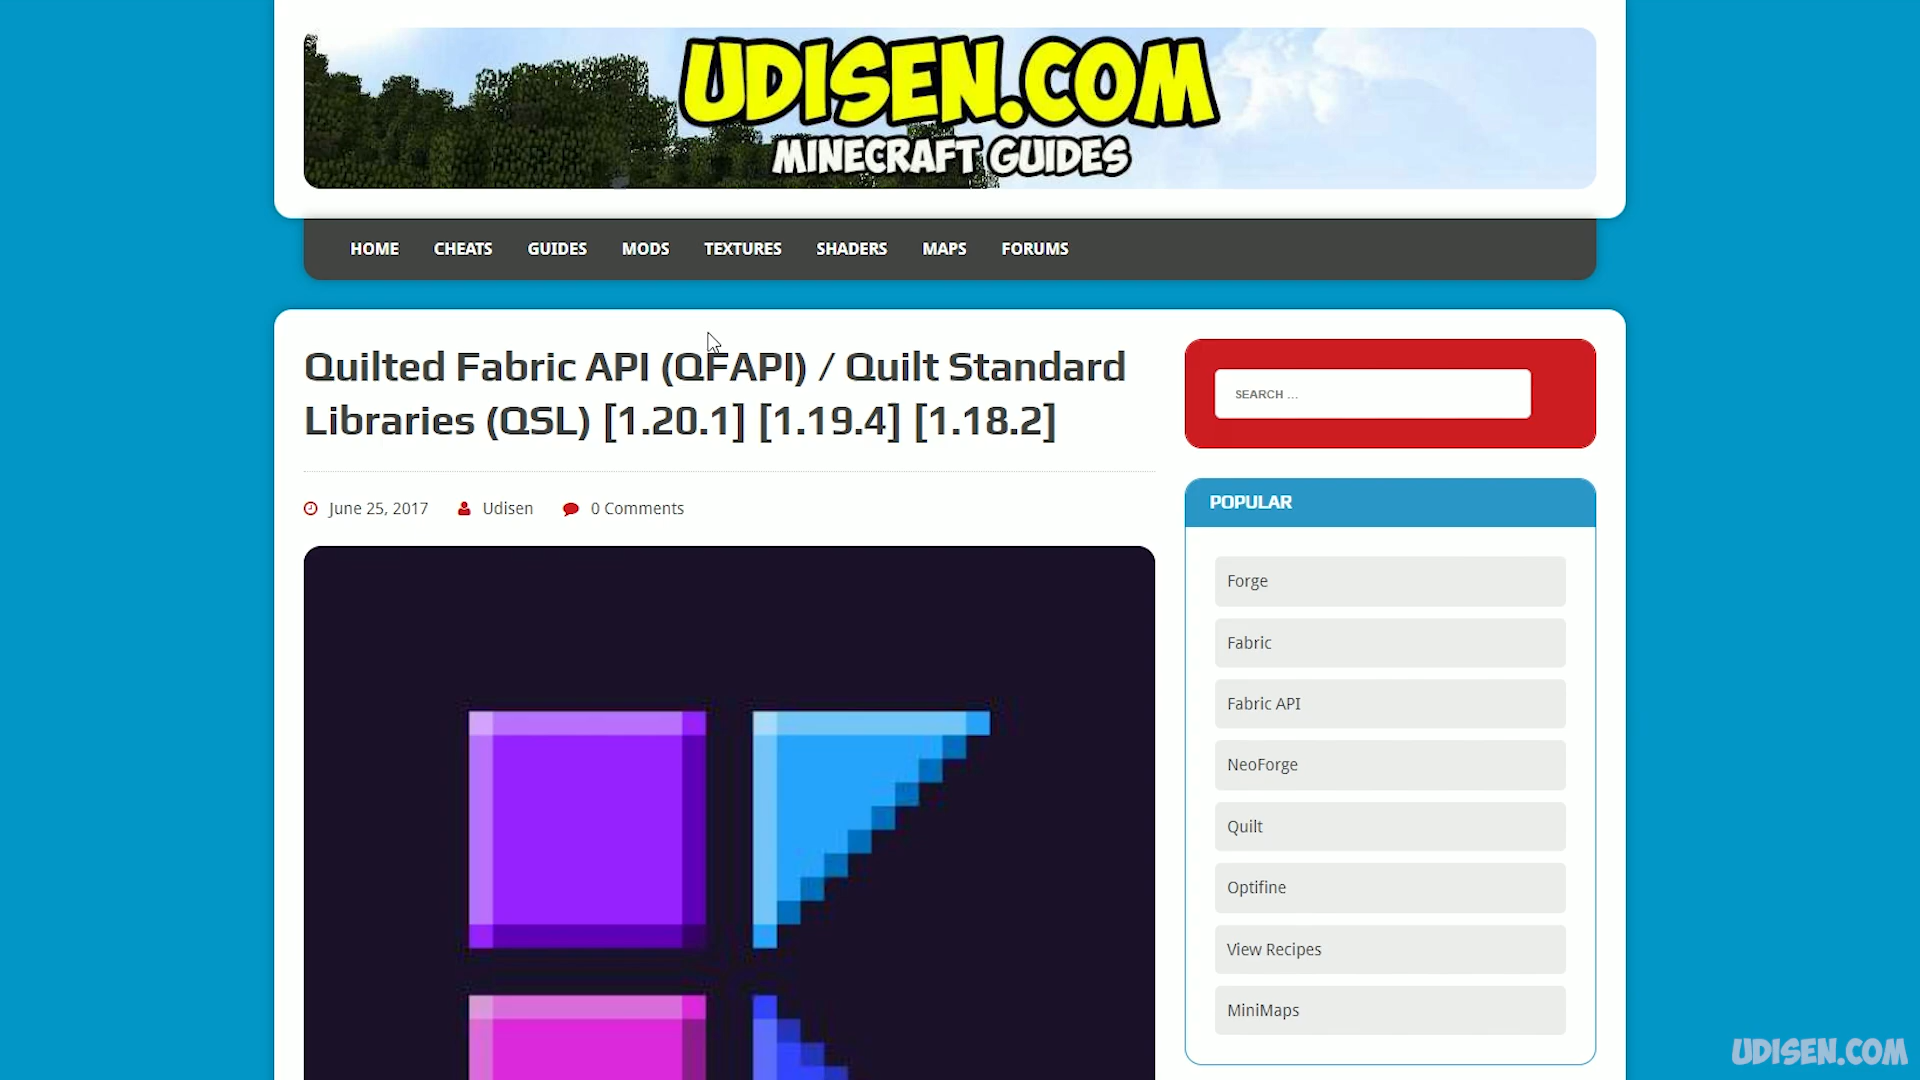 UDISEN.COM
MINECRAFT GUIDES
HOME CHEATS GUIDES MODS TEXTURES SHADERS MAPS FORUMS
Quilted Fabric API (QFAPI) / Quilt Standard
Libraries (QSL) [1.20.1] [1.19.4] [1.18.2]
June 25, 2017 Udisen 0 Comments
SEARCH ...
POPULAR
Forge
Fabric
Fabric API
NeoForge
Quilt
Optifine
View Recipes
MiniMaps
UDISEN.COM